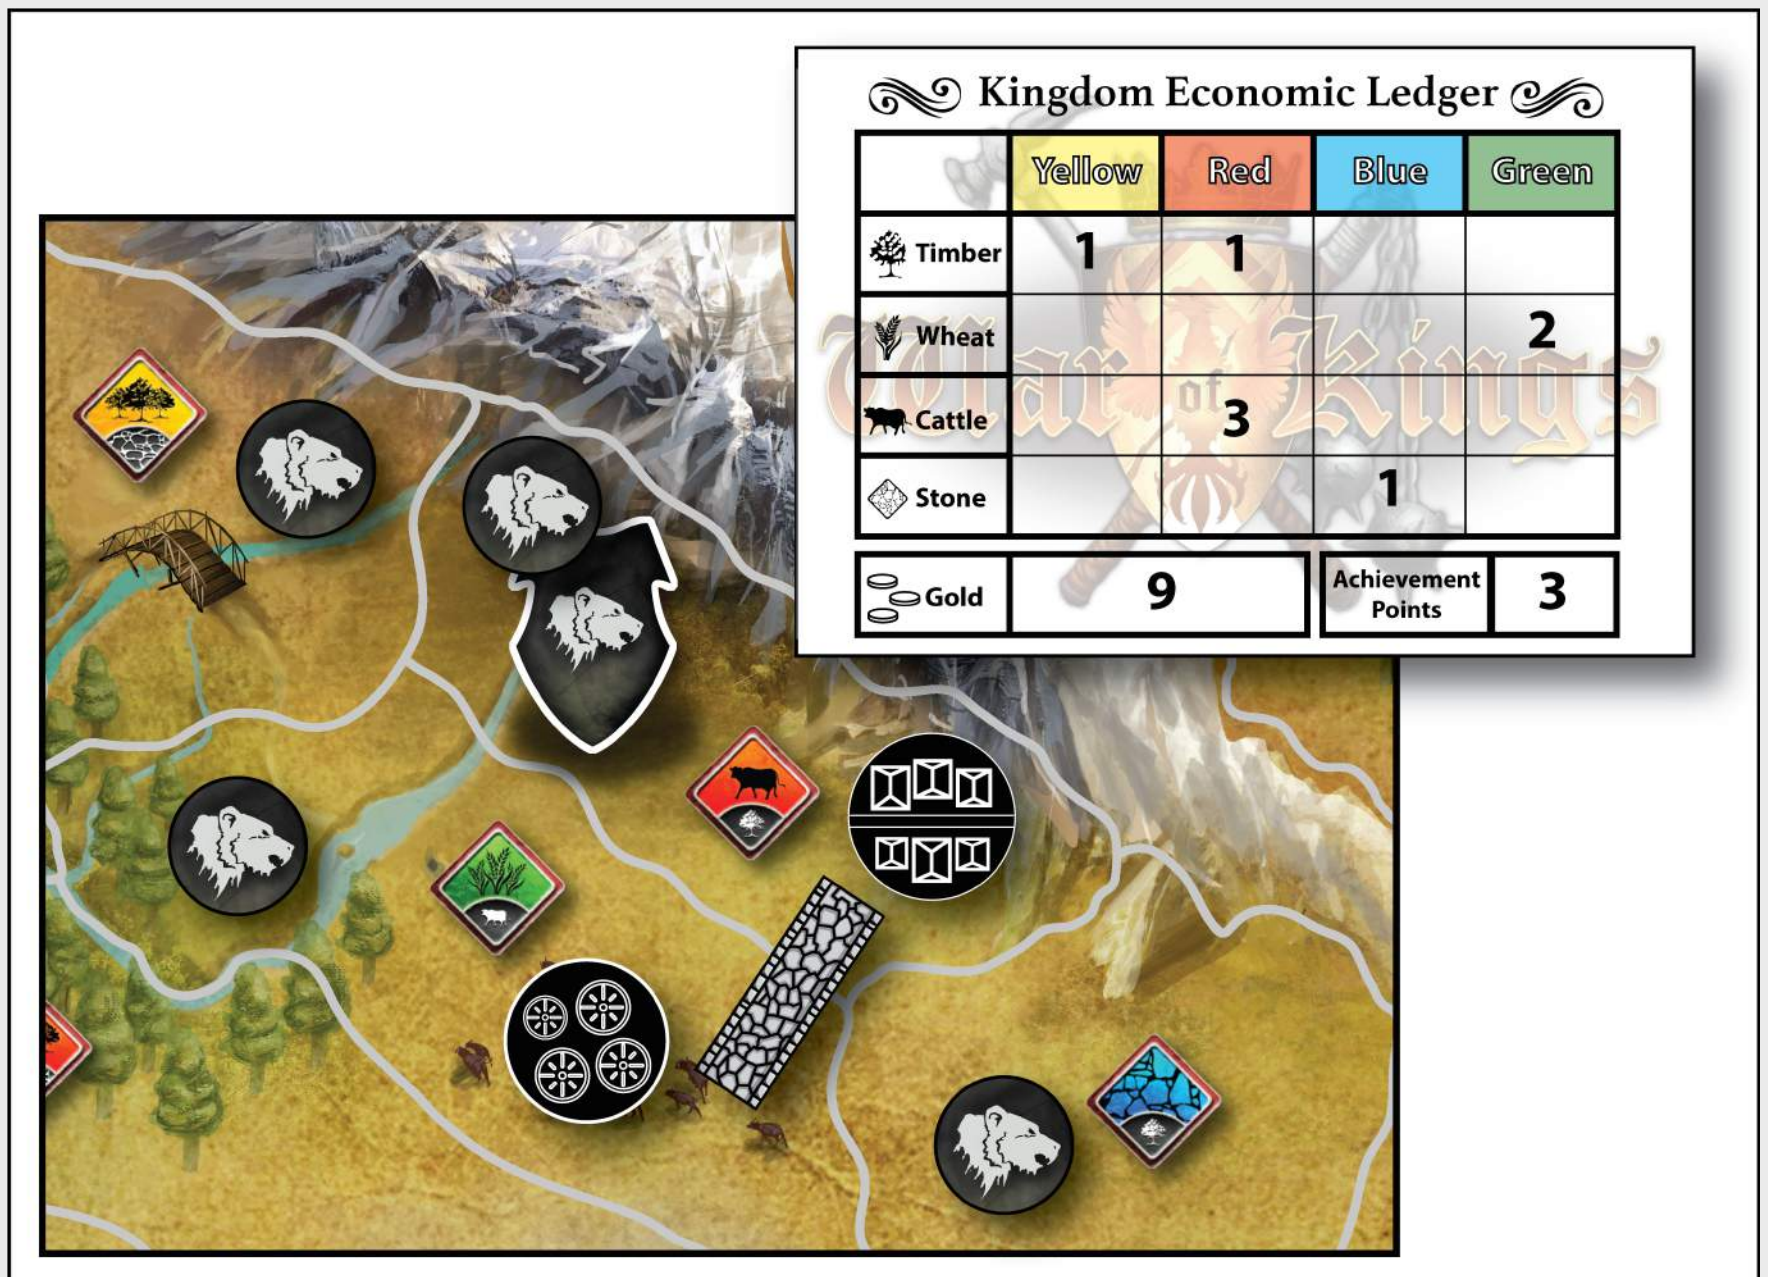 Kingdom Economic Ledger
Yellow Red Blue Green
Timber 1 1
Wheat 2
Cattle 3
Stone 1
War of Kings
Gold 9 Achievement Points 3